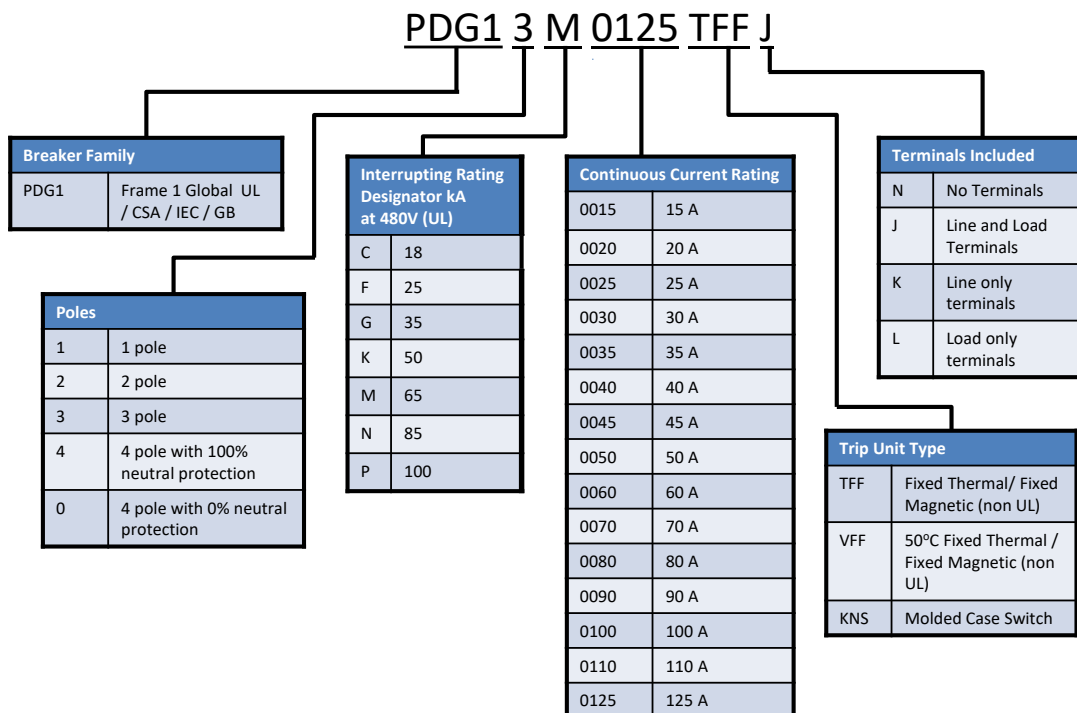 PDG1 3 M 0125 TFF J
Breaker Family
PDG1 Frame 1 Global UL
/ CSA / IEC / GB
Poles
1 1 pole
2 2 pole
3 3 pole
4 4 pole with 100%
neutral protection
0 4 pole with 0% neutral
protection
Interrupting Rating
Designator kA
at 480V (UL)
C 18
F 25
G 35
K 50
M 65
N 85
P 100
Continuous Current Rating
0015 15 A
0020 20 A
0025 25 A
0030 30 A
0035 35 A
0040 40 A
0045 45 A
0050 50 A
0060 60 A
0070 70 A
0080 80 A
0090 90 A
0100 100 A
0110 110 A
0125 125 A
Terminals Included
N No Terminals
J Line and Load
Terminals
K Line only
terminals
L Load only
terminals
Trip Unit Type
TFF Fixed Thermal/ Fixed
Magnetic (non UL)
VFF 50°C Fixed Thermal /
Fixed Magnetic (non
UL)
KNS Molded Case Switch